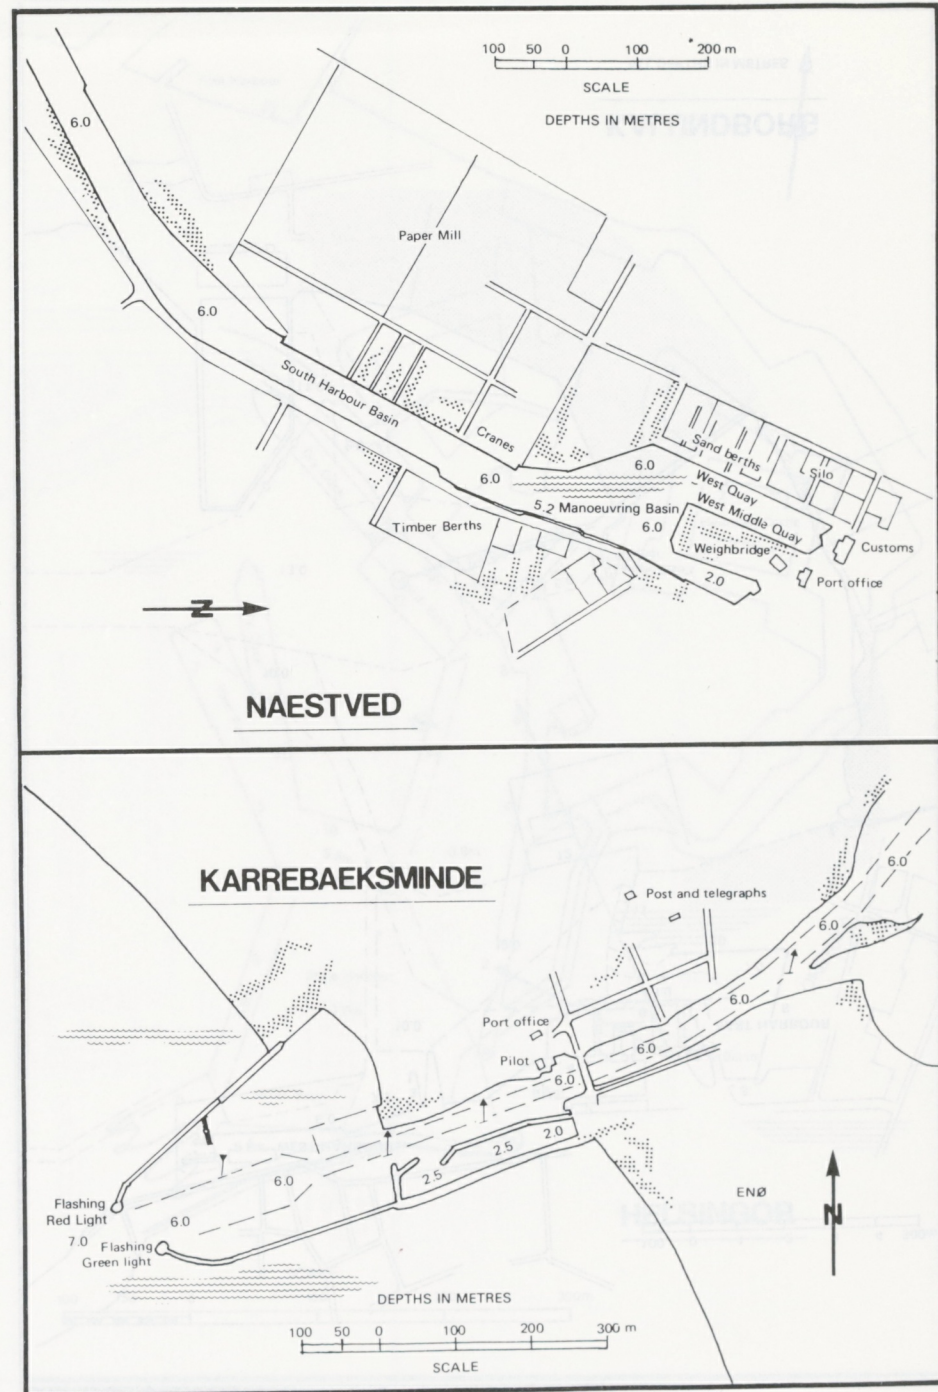 100 50 0 100 200 m
SCALE
DEPTHS IN METRES
6.0
Paper Mill
6.0
South Harbour Basin
Cranes
6.0
6.0
Sand berths
Silo
West Quay
West Middle Quay
5.2 Manoeuvring Basin
6.0
Timber Berths
Weighbridge
Customs
2.0
Port office
N
NAESTVED
KARREBAEKSMINDE
6.0
Post and telegraphs
6.0
6.0
Port office
6.0
Pilot
6.0
2.0
2.5
2.5
6.0
ENØ
Flashing
Red Light
6.0
N
7.0
Flashing
Green light
DEPTHS IN METRES
100 50 0 100 200 300 m
SCALE